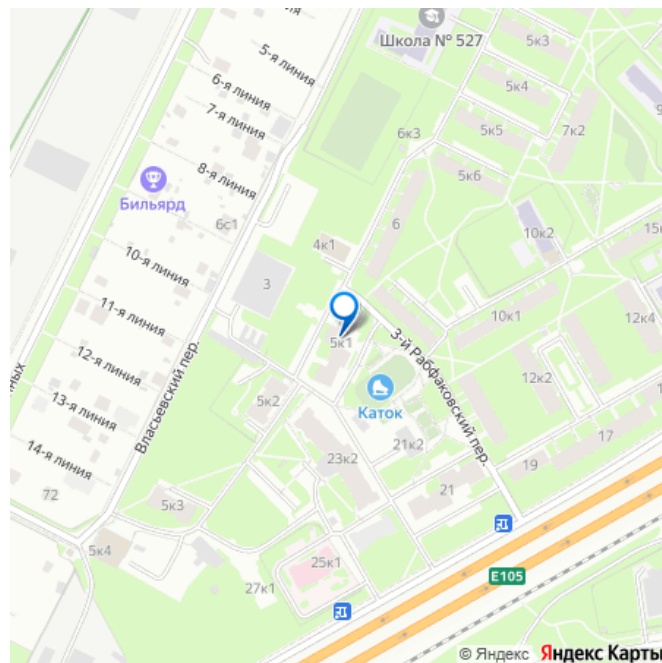 Школа № 527
5к3
5-я линия
6-я линия
5к4
7-я линия
5к5
7к2
6к3
8-я линия
5к6
Бильярд
6с1
6
10к2
15к
10-я линия
4к1
3
11-я линия
10к1
12к4
5к1
3-й Рабфаковский пер.
12-я линия
Власьевский пер.
12к2
Каток
13-я линия
5к2
21к2
17
14-я линия
23к2
19
ных
72
21
5к3
5к4
25к1
E105
27к1
© Яндекс Яндекс Карты